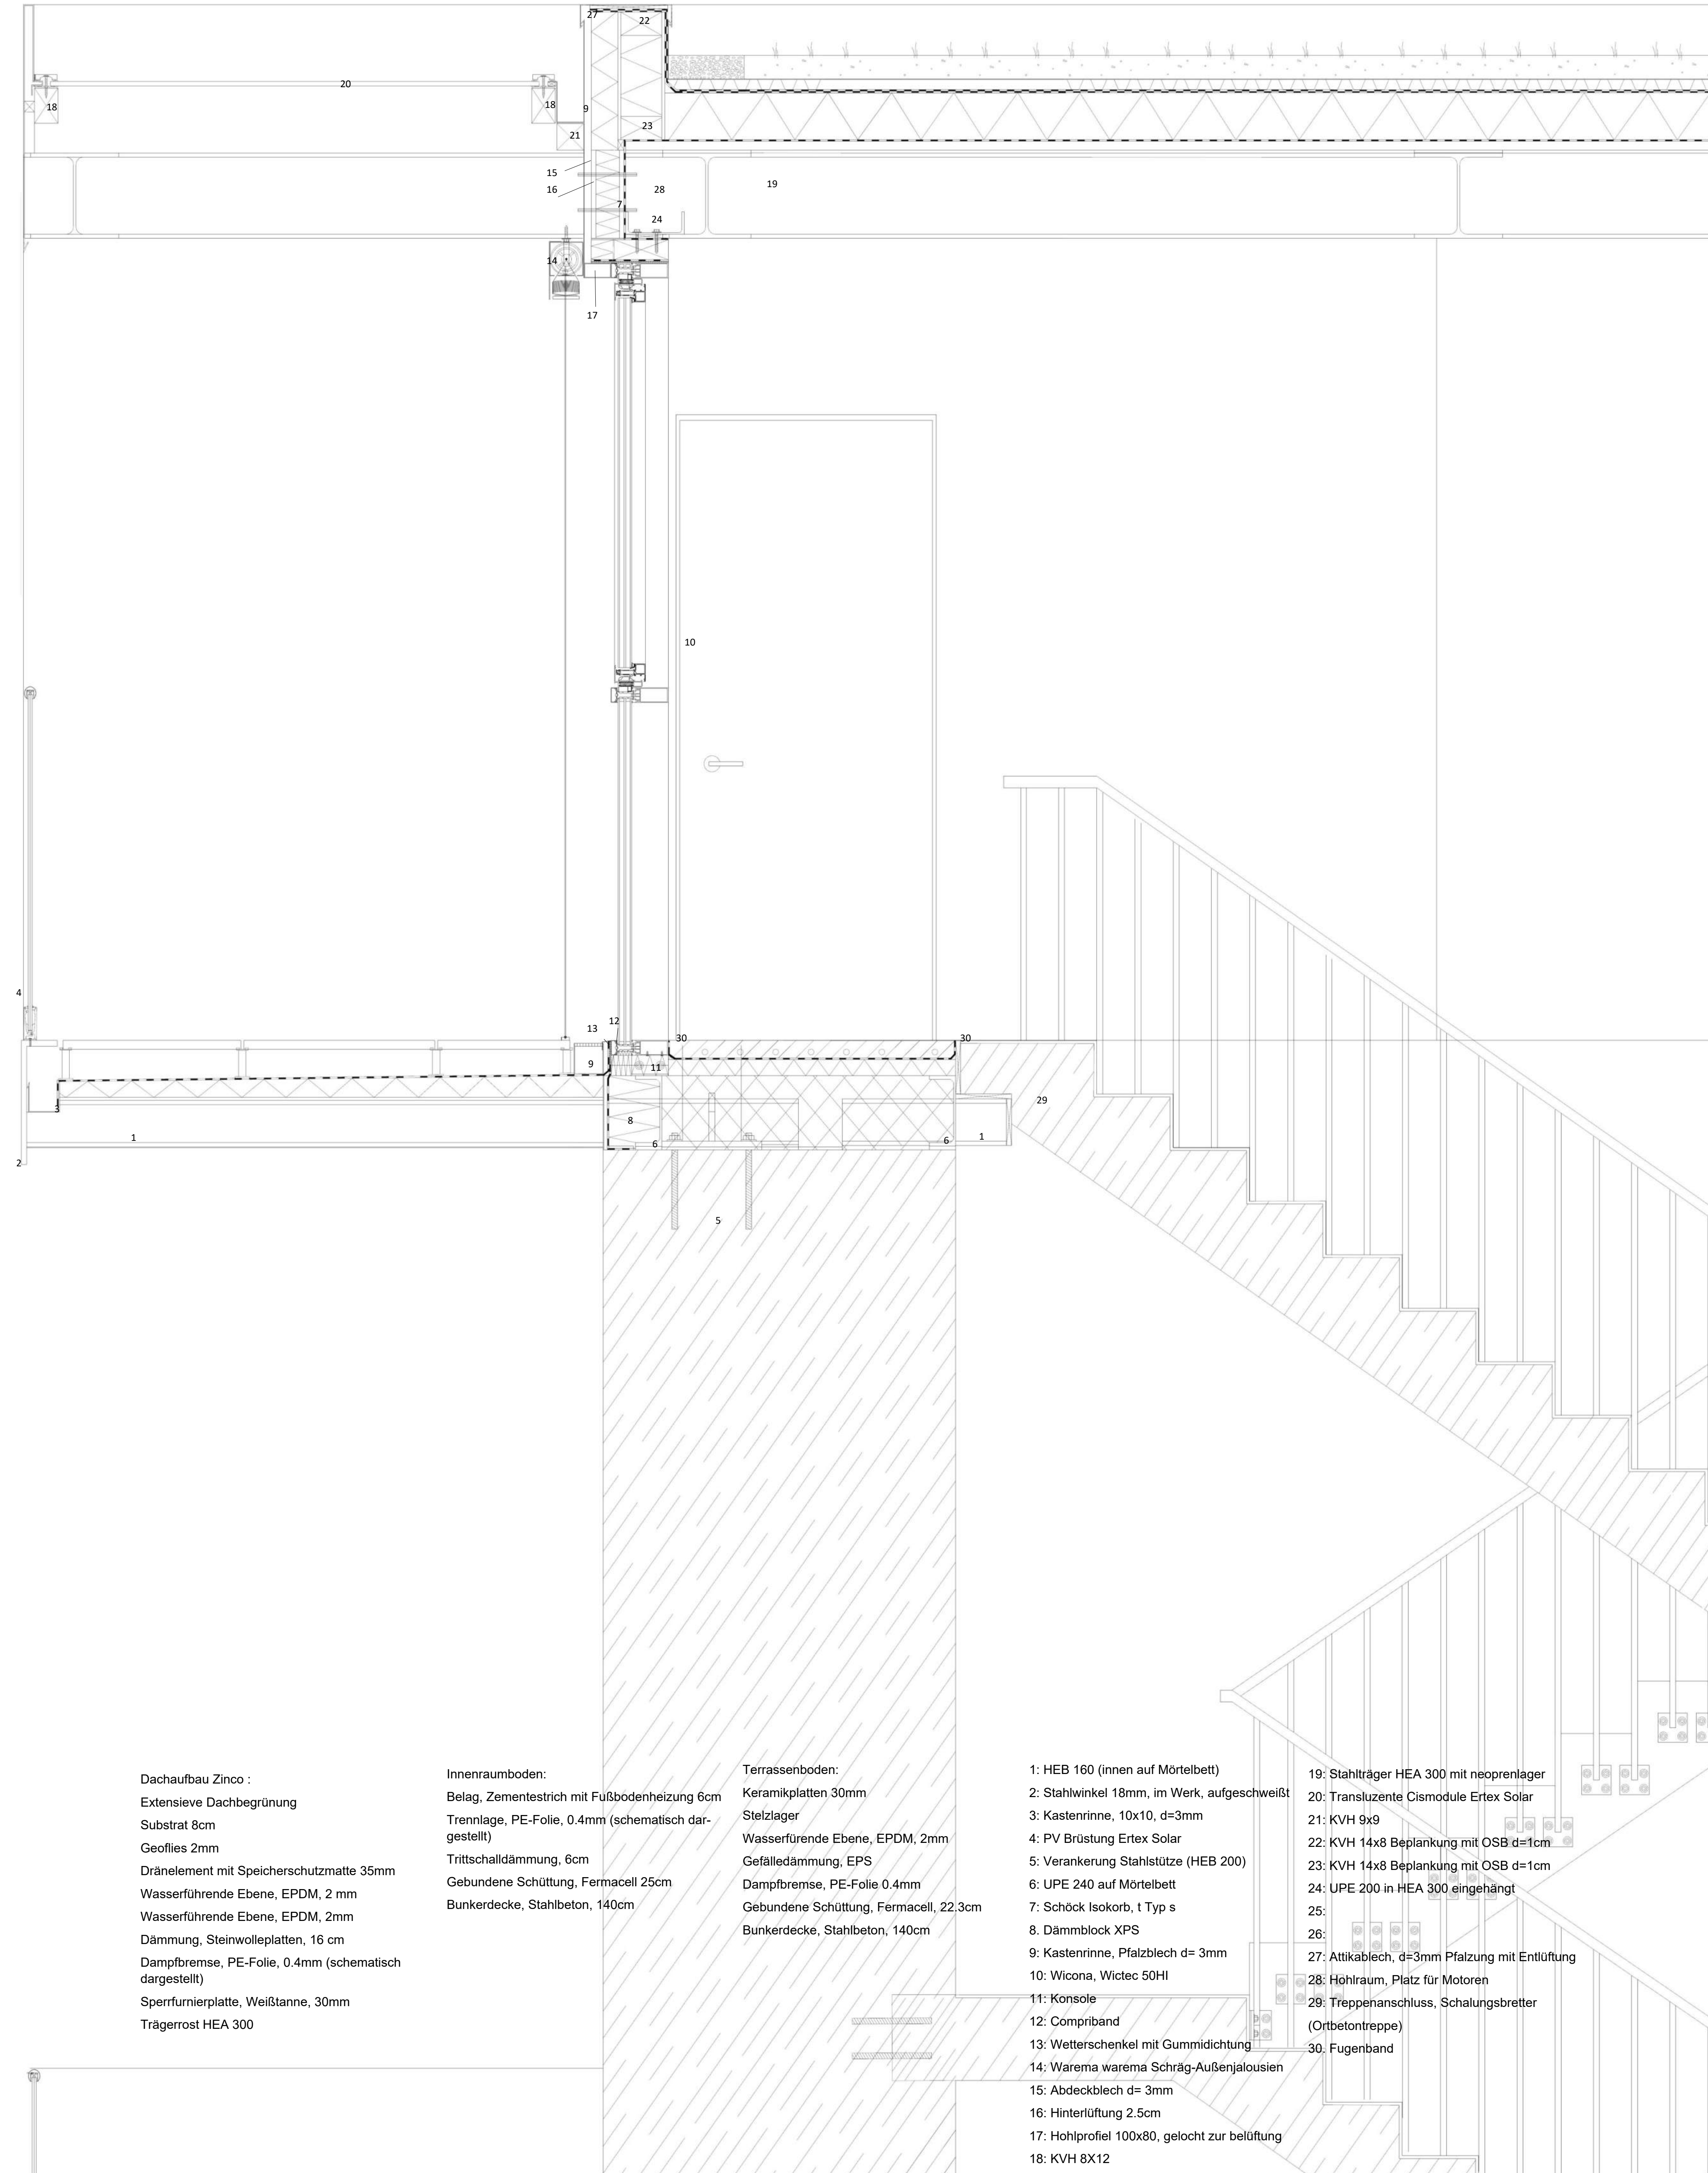 27
22
20
18
18
9
21
23
15
16
28
19
7
24
14
17
10
4
12
13
30
30
9
11
3
29
8
1
6
6
1
2
5
Dachaufbau Zinco :
Extensieve Dachbegrünung
Substrat 8cm
Geoflies 2mm
Dränelement mit Speicherschutzmatte 35mm
Wasserführende Ebene, EPDM, 2 mm
Wasserführende Ebene, EPDM, 2mm
Dämmung, Steinwolleplatten, 16 cm
Dampfbremse, PE-Folie, 0.4mm (schematisch
dargestellt)
Sperrfurnierplatte, Weißtanne, 30mm
Trägerrost HEA 300
Innenraumboden:
Belag, Zementestrich mit Fußbodenheizung 6cm
Trennlage, PE-Folie, 0.4mm (schematisch dar-
gestellt)
Trittschalldämmung, 6cm
Gebundene Schüttung, Fermacell 25cm
Bunkerdecke, Stahlbeton, 140cm
Terrassenboden:
Keramikplatten 30mm
Stelzlager
Wasserfürende Ebene, EPDM, 2mm
Gefälledämmung, EPS
Dampfbremse, PE-Folie 0.4mm
Gebundene Schüttung, Fermacell, 22.3cm
Bunkerdecke, Stahlbeton, 140cm
1: HEB 160 (innen auf Mörtelbett)
2: Stahlwinkel 18mm, im Werk, aufgeschweißt
3: Kastenrinne, 10x10, d=3mm
4: PV Brüstung Ertex Solar
5: Verankerung Stahlstütze (HEB 200)
6: UPE 240 auf Mörtelbett
7: Schöck Isokorb, t Typ s
8. Dämmblock XPS
9: Kastenrinne, Pfalzblech d= 3mm
10: Wicona, Wictec 50HI
11: Konsole
12: Compriband
13: Wetterschenkel mit Gummidichtung
14: Warema warema Schräg-Außenjalousien
15: Abdeckblech d= 3mm
16: Hinterlüftung 2.5cm
17: Hohlprofiel 100x80, gelocht zur belüftung
18: KVH 8X12
19: Stahlträger HEA 300 mit neoprenlager
20: Transluzente Cismodule Ertex Solar
21: KVH 9x9
22: KVH 14x8 Beplankung mit OSB d=1cm
23: KVH 14x8 Beplankung mit OSB d=1cm
24: UPE 200 in HEA 300 eingehängt
25:
26:
27: Attikablech, d=3mm Pfalzung mit Entlüftung
28: Hohlraum, Platz für Motoren
29: Treppenanschluss, Schalungsbretter
(Ortbetontreppe)
30. Fugenband